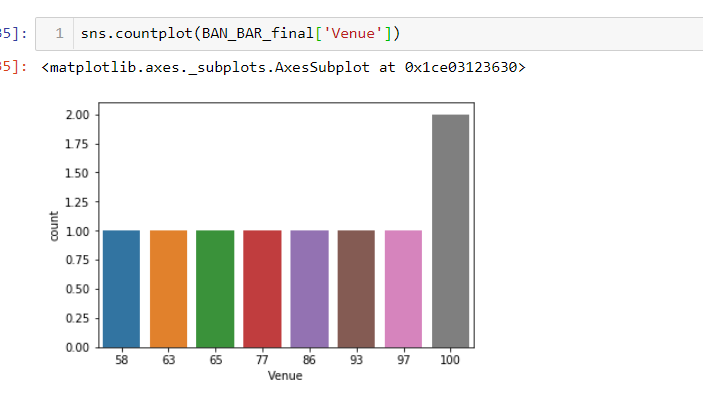 5]: 1 sns.countplot(BAN_BAR_final['Venue'])
5]: <matplotlib.axes._subplots.AxesSubplot at 0x1ce03123630>
2.00
1.75
1.50
1.25
1.00
0.75
0.50
0.25
0.00
count
58 63 65 77 86 93 97 100
Venue